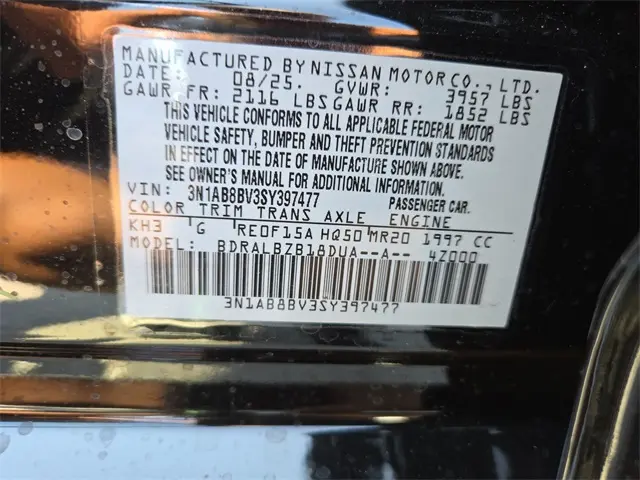 MANUFACTURED BY NISSAN MOTOR CO., LTD.
DATE: 08/25. GVWR: 3957 LBS
GAWR FR: 2116 LBS GAWR RR: 1852 LBS
THIS VEHICLE CONFORMS TO ALL APPLICABLE FEDERAL MOTOR
VEHICLE SAFETY, BUMPER AND THEFT PREVENTION STANDARDS
IN EFFECT ON THE DATE OF MANUFACTURE SHOWN ABOVE.
SEE OWNER'S MANUAL FOR ADDITIONAL INFORMATION.
VIN: 3N1AB8BV3SY397477 PASSENGER CAR.
COLOR TRIM TRANS AXLE ENGINE
KH3 G RE0F15A HQ50 MR20 1997 CC
MODEL: BDRALBZB18DUA--A-- 4Z000
3N1AB8BV3SY397477